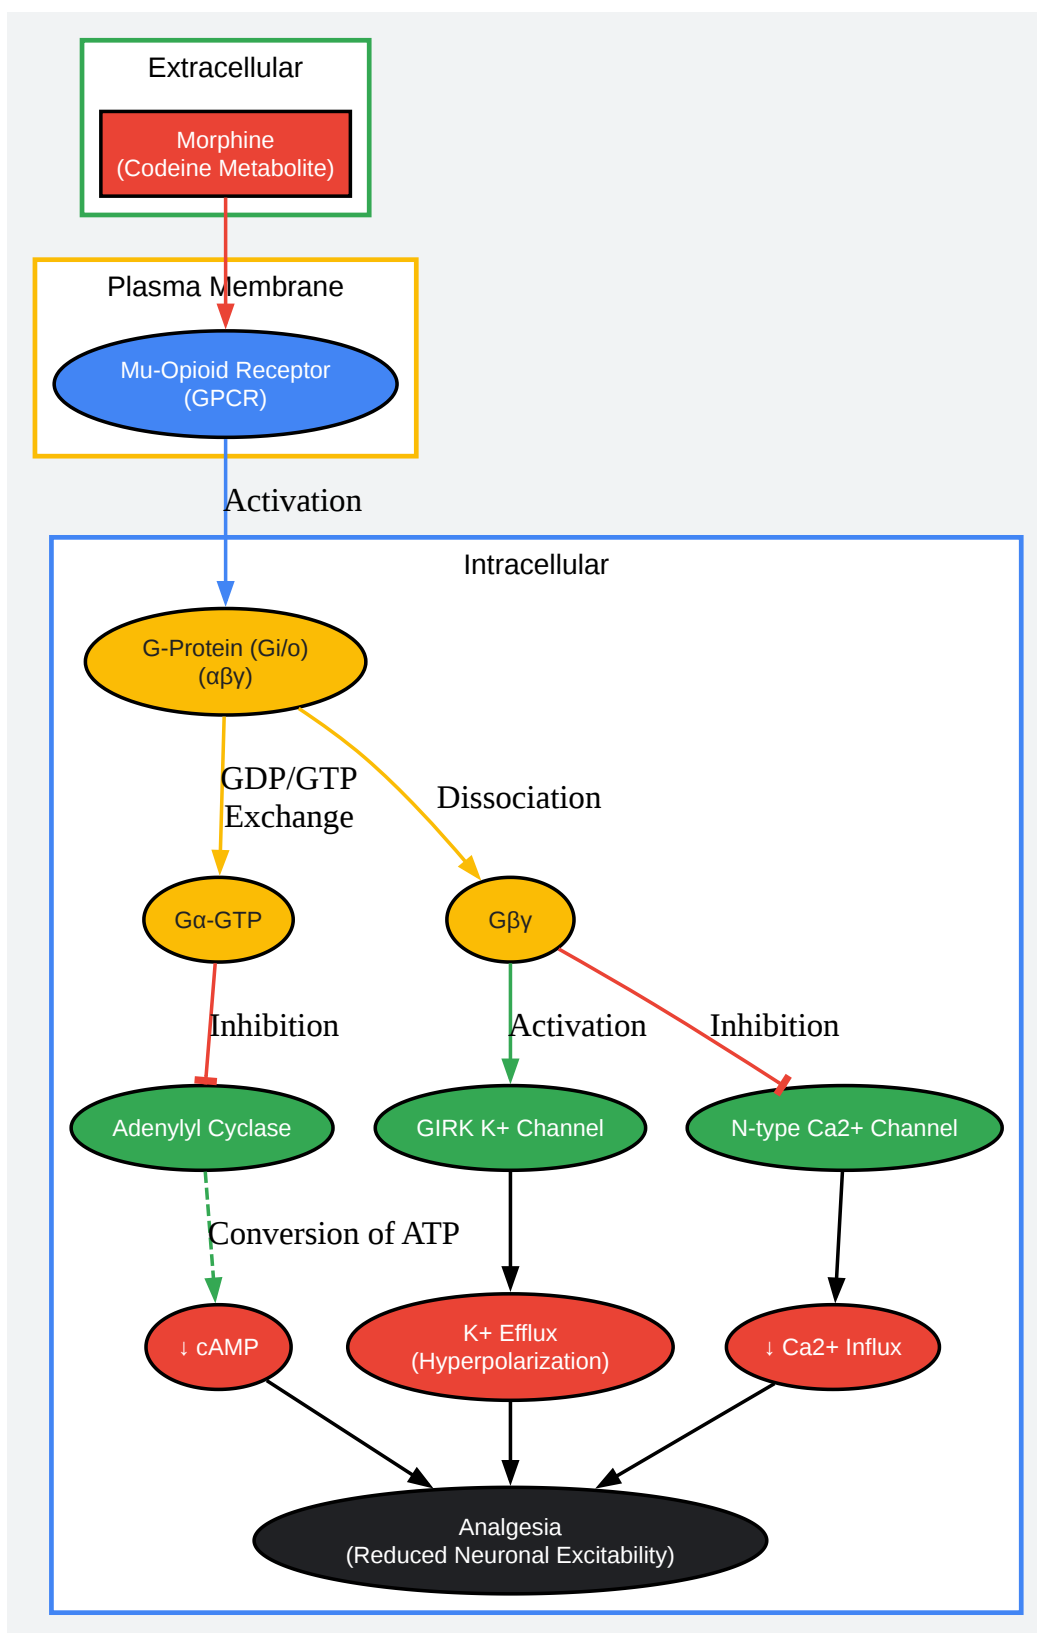 Extracellular
Morphine
(Codeine Metabolite)
Plasma Membrane
Mu-Opioid Receptor
(GPCR)
Activation
Intracellular
G-Protein (Gi/o)
(αβγ)
GDP/GTP
Exchange
Dissociation
Gα-GTP
Gβγ
Inhibition
Activation
Inhibition
Adenylyl Cyclase
GIRK K+ Channel
N-type Ca2+ Channel
Conversion of ATP
↓ cAMP
K+ Efflux
(Hyperpolarization)
↓ Ca2+ Influx
Analgesia
(Reduced Neuronal Excitability)